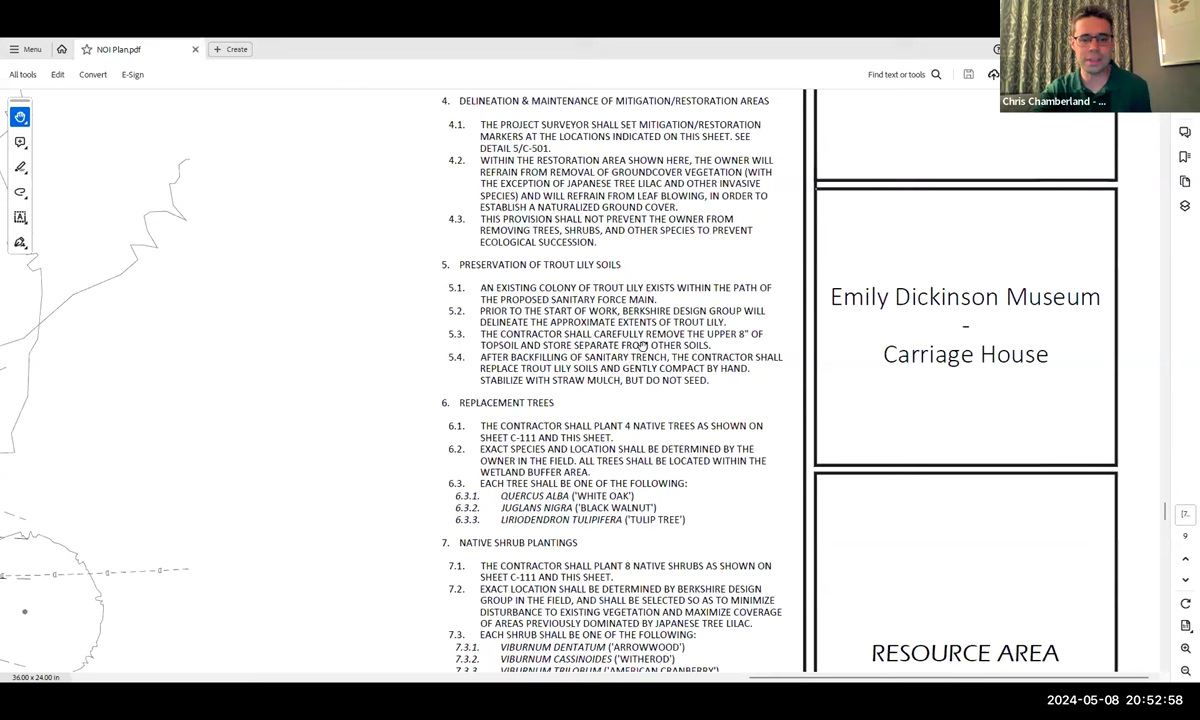 Menu
NOI Plan.pdf
Create
All tools
Edit
Convert
E-Sign
Find text or tools
Chris Chamberland - ...
4. DELINEATION & MAINTENANCE OF MITIGATION/RESTORATION AREAS
4.1. THE PROJECT SURVEYOR SHALL SET MITIGATION/RESTORATION
MARKERS AT THE LOCATIONS INDICATED ON THIS SHEET. SEE
DETAIL 5/C-501.
4.2. WITHIN THE RESTORATION AREA SHOWN HERE, THE OWNER WILL
REFRAIN FROM REMOVAL OF GROUNDCOVER VEGETATION (WITH
THE EXCEPTION OF JAPANESE TREE LILAC AND OTHER INVASIVE
SPECIES) AND WILL REFRAIN FROM LEAF BLOWING, IN ORDER TO
ESTABLISH A NATURALIZED GROUND COVER.
4.3. THIS PROVISION SHALL NOT PREVENT THE OWNER FROM
REMOVING TREES, SHRUBS, AND OTHER SPECIES TO PREVENT
ECOLOGICAL SUCCESSION.
5. PRESERVATION OF TROUT LILY SOILS
5.1. AN EXISTING COLONY OF TROUT LILY EXISTS WITHIN THE PATH OF
THE PROPOSED SANITARY FORCE MAIN.
5.2. PRIOR TO THE START OF WORK, BERKSHIRE DESIGN GROUP WILL
DELINEATE THE APPROXIMATE EXTENTS OF TROUT LILY.
5.3. THE CONTRACTOR SHALL CAREFULLY REMOVE THE UPPER 8" OF
TOPSOIL AND STORE SEPARATE FROM OTHER SOILS.
5.4. AFTER BACKFILLING OF SANITARY TRENCH, THE CONTRACTOR SHALL
REPLACE TROUT LILY SOILS AND GENTLY COMPACT BY HAND.
STABILIZE WITH STRAW MULCH, BUT DO NOT SEED.
6. REPLACEMENT TREES
6.1. THE CONTRACTOR SHALL PLANT 4 NATIVE TREES AS SHOWN ON
SHEET C-111 AND THIS SHEET.
6.2. EXACT SPECIES AND LOCATION SHALL BE DETERMINED BY THE
OWNER IN THE FIELD. ALL TREES SHALL BE LOCATED WITHIN THE
WETLAND BUFFER AREA.
6.3. EACH TREE SHALL BE ONE OF THE FOLLOWING:
6.3.1. QUERCUS ALBA ('WHITE OAK')
6.3.2. JUGLANS NIGRA ('BLACK WALNUT')
6.3.3. LIRIODENDRON TULIPIFERA ('TULIP TREE')
7. NATIVE SHRUB PLANTINGS
7.1. THE CONTRACTOR SHALL PLANT 8 NATIVE SHRUBS AS SHOWN ON
SHEET C-111 AND THIS SHEET.
7.2. EXACT LOCATION SHALL BE DETERMINED BY BERKSHIRE DESIGN
GROUP IN THE FIELD, AND SHALL BE SELECTED SO AS TO MINIMIZE
DISTURBANCE TO EXISTING VEGETATION AND MAXIMIZE COVERAGE
OF AREAS PREVIOUSLY DOMINATED BY JAPANESE TREE LILAC.
7.3. EACH SHRUB SHALL BE ONE OF THE FOLLOWING:
7.3.1. VIBURNUM DENTATUM ('ARROWWOOD')
7.3.2. VIBURNUM CASSINOIDES ('WITHEROD')
7.3.3. VIBURNUM TRILOBUM ('AMERICAN CRANBERRY')
Emily Dickinson Museum
-
Carriage House
RESOURCE AREA
9
36.00 x 24.00 in
2024-05-08 20:52:58